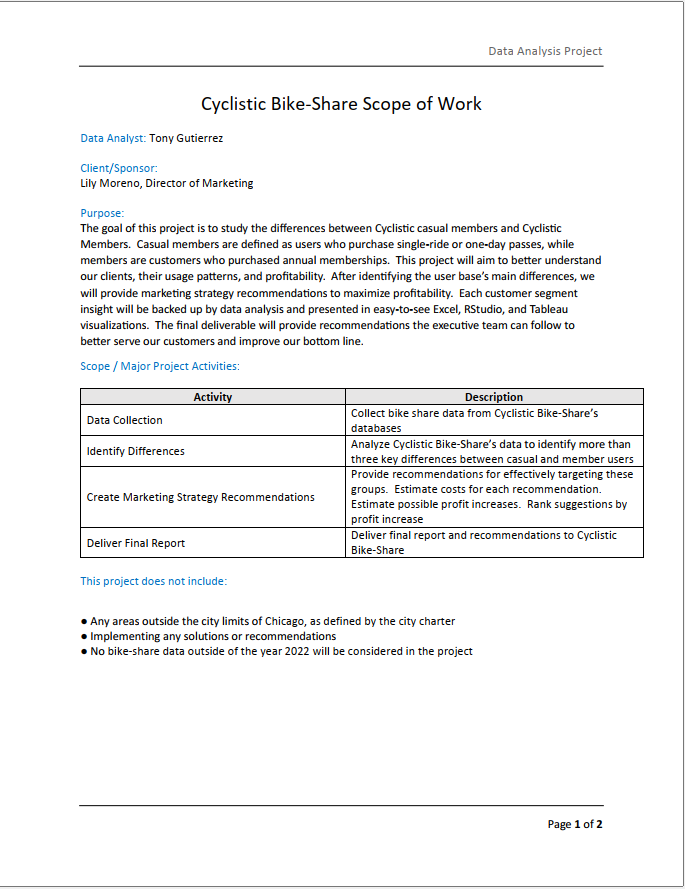 Data Analysis Project
Cyclistic Bike-Share Scope of Work
Data Analyst: Tony Gutierrez
Client/Sponsor:
Lily Moreno, Director of Marketing
Purpose:
The goal of this project is to study the differences between Cyclistic casual members and Cyclistic
Members.  Casual members are defined as users who purchase single-ride or one-day passes, while
members are customers who purchased annual memberships.  This project will aim to better understand
our clients, their usage patterns, and profitability.  After identifying the user base's main differences, we
will provide marketing strategy recommendations to maximize profitability.  Each customer segment
insight will be backed up by data analysis and presented in easy-to-see Excel, RStudio, and Tableau
visualizations.  The final deliverable will provide recommendations the executive team can follow to
better serve our customers and improve our bottom line.
Scope / Major Project Activities:
Activity
Description
Data Collection
Collect bike share data from Cyclistic Bike-Share's
databases
Identify Differences
Analyze Cyclistic Bike-Share's data to identify more than
three key differences between casual and member users
Create Marketing Strategy Recommendations
Provide recommendations for effectively targeting these
groups.  Estimate costs for each recommendation.
Estimate possible profit increases.  Rank suggestions by
profit increase
Deliver Final Report
Deliver final report and recommendations to Cyclistic
Bike-Share
This project does not include:
● Any areas outside the city limits of Chicago, as defined by the city charter
● Implementing any solutions or recommendations
● No bike-share data outside of the year 2022 will be considered in the project
Page 1 of 2